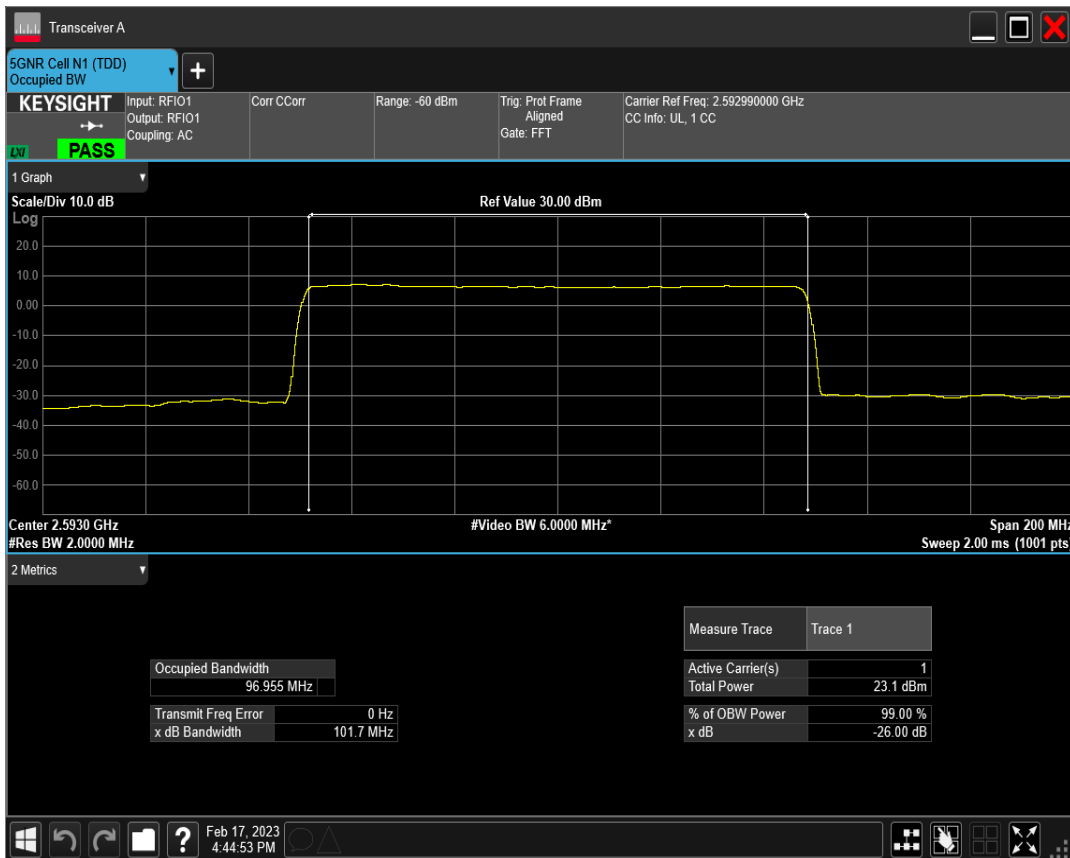 Transceiver A
5GNR Cell N1 (TDD)
Occupied BW
+
KEYSIGHT
LXI
PASS
Input: RFIO1
Output: RFIO1
Coupling: AC
Corr CCorr
Range: -60 dBm
Trig: Prot Frame
Aligned
Gate: FFT
Carrier Ref Freq: 2.592990000 GHz
CC Info: UL, 1 CC
1 Graph
Scale/Div 10.0 dB
Ref Value 30.00 dBm
Log
20.0
10.0
0.00
-10.0
-20.0
-30.0
-40.0
-50.0
-60.0
Center 2.5930 GHz
#Video BW 6.0000 MHz*
Span 200 MHz
#Res BW 2.0000 MHz
Sweep 2.00 ms (1001 pts)
2 Metrics
Measure Trace Trace 1
Occupied Bandwidth
96.955 MHz
Active Carrier(s) 1
Total Power 23.1 dBm
Transmit Freq Error 0 Hz
x dB Bandwidth 101.7 MHz
% of OBW Power 99.00 %
x dB -26.00 dB
?
Feb 17, 2023
4:44:53 PM